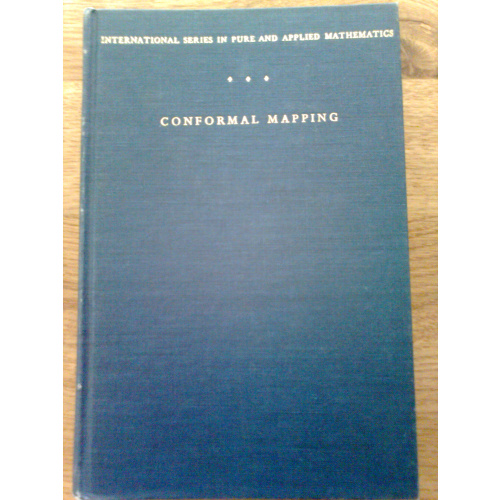 INTERNATIONAL SERIES IN PURE AND APPLIED MATHEMATICS
CONFORMAL MAPPING